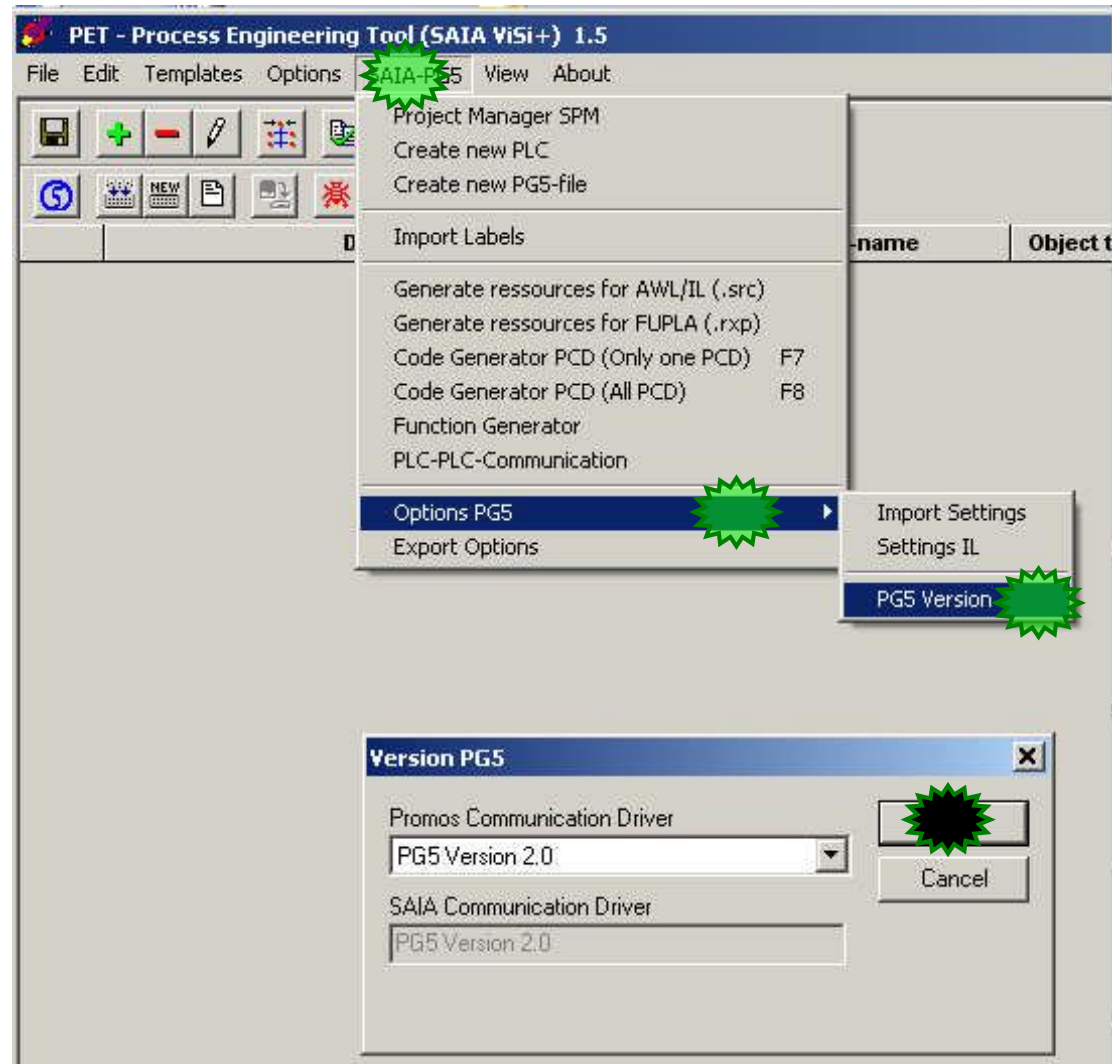 PET - Process Engineering Tool (SAIA ViSi+) 1.5
File Edit Templates Options SAIA-PG5 View About
Project Manager SPM
Create new PLC
Create new PG5-file
NEW
Import Labels
-name Object t
Generate ressources for AWL/IL (.src)
Generate ressources for FUPLA (.rxp)
Code Generator PCD (Only one PCD) F7
Code Generator PCD (All PCD) F8
Function Generator
PLC-PLC-Communication
Options PG5
Export Options
Import Settings
Settings IL
PG5 Version
Version PG5
Promos Communication Driver
PG5 Version 2.0
Cancel
SAIA Communication Driver
PG5 Version 2.0